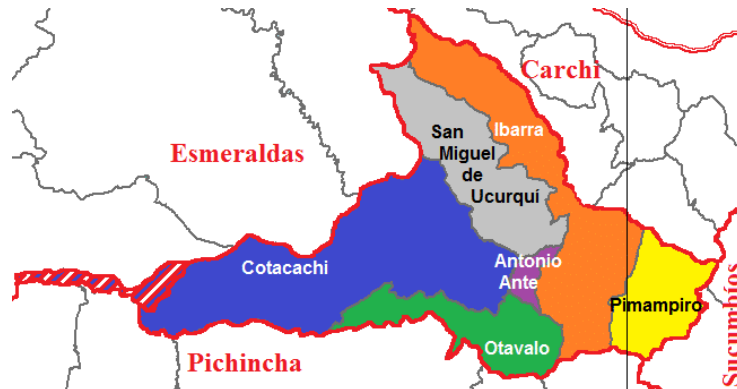 Carchi
Ibarra
San
Miguel
de
Ucurquí
Esmeraldas
Antonio
Ante
Cotacachi
Pimampiro
Otavalo
Pichincha
Sucumbíos